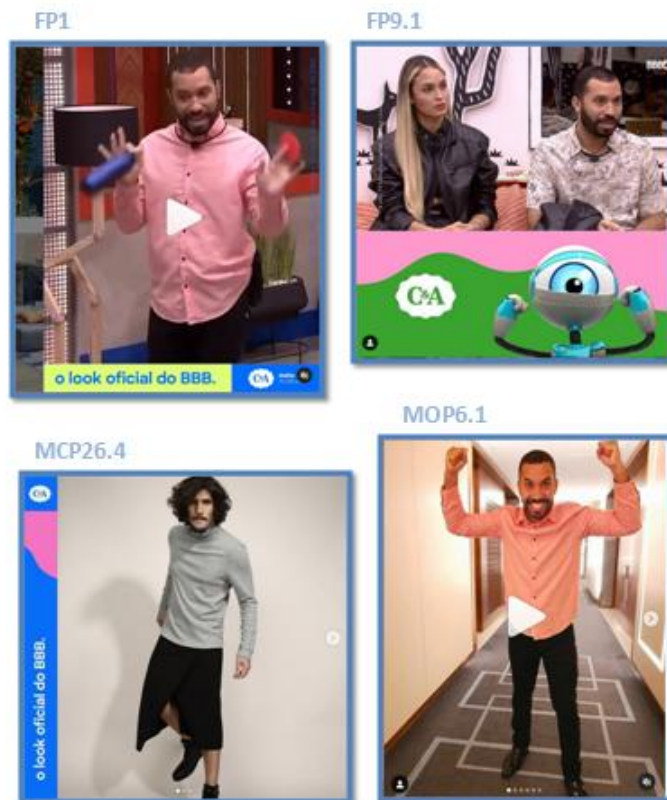 FP1
FP9.1
o look oficial do BBB.
C&A
C&A
MCP26.4
MOP6.1
C&A
o look oficial do BBB.